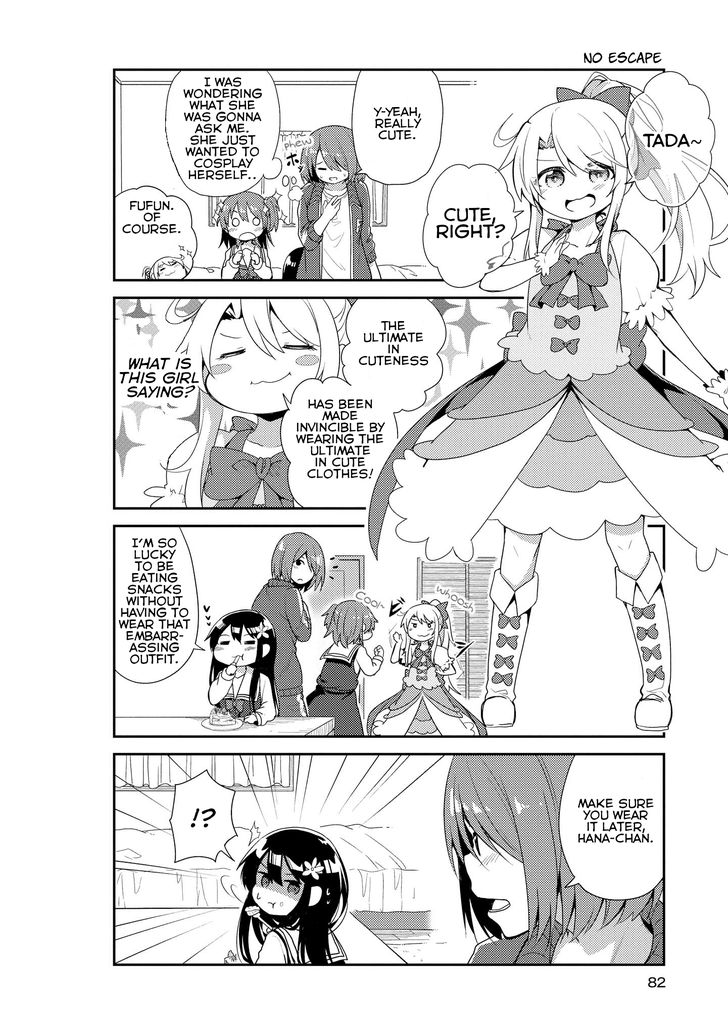 NO ESCAPE
TADA~
CUTE,
RIGHT?
Y-YEAH,
REALLY
CUTE.
phew
I WAS
WONDERING
WHAT SHE
WAS GONNA
ASK ME.
SHE JUST
WANTED TO
COSPLAY
HERSELF..
FUFUN.
OF
COURSE.
THE
ULTIMATE
IN
CUTENESS
HAS BEEN
MADE
INVINCIBLE BY
WEARING THE
ULTIMATE
IN CUTE
CLOTHES!
WHAT IS
THIS GIRL
SAYING?
whoosh
Cool
I'M SO
LUCKY
TO BE
EATING
SNACKS
WITHOUT
HAVING TO
WEAR THAT
EMBARR-
ASSING
OUTFIT.
MAKE SURE
YOU WEAR
IT LATER,
HANA-CHAN.
!?
82